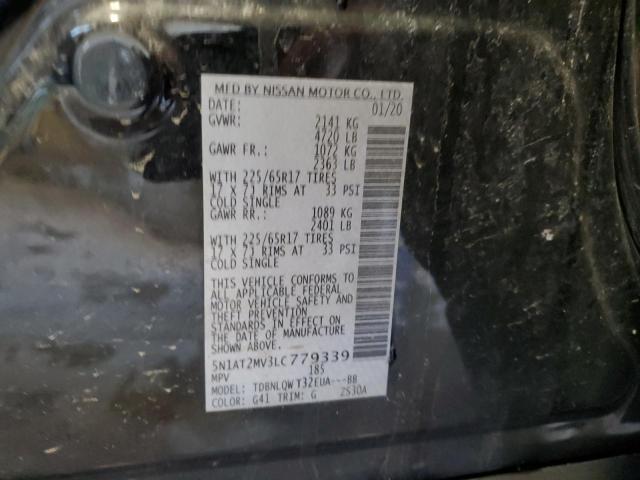 MFD BY NISSAN MOTOR CO., LTD.
DATE: 01/20
GVWR: 2141 KG
4720 LB
GAWR FR.: 1072 KG
2363 LB
WITH 225/65R17 TIRES
17 X 7J RIMS AT 33 PSI
COLD SINGLE
GAWR RR.: 1089 KG
2401 LB
WITH 225/65R17 TIRES
17 X 7J RIMS AT 33 PSI
COLD SINGLE
THIS VEHICLE CONFORMS TO
ALL APPLICABLE FEDERAL
MOTOR VEHICLE SAFETY AND
THEFT PREVENTION
STANDARDS IN EFFECT ON
THE DATE OF MANUFACTURE
SHOWN ABOVE.
5N1AT2MV3LC779339
MPV 185
MODEL: TDBNLQWT32EUA---BB
COLOR: G41 TRIM: G 2S30A